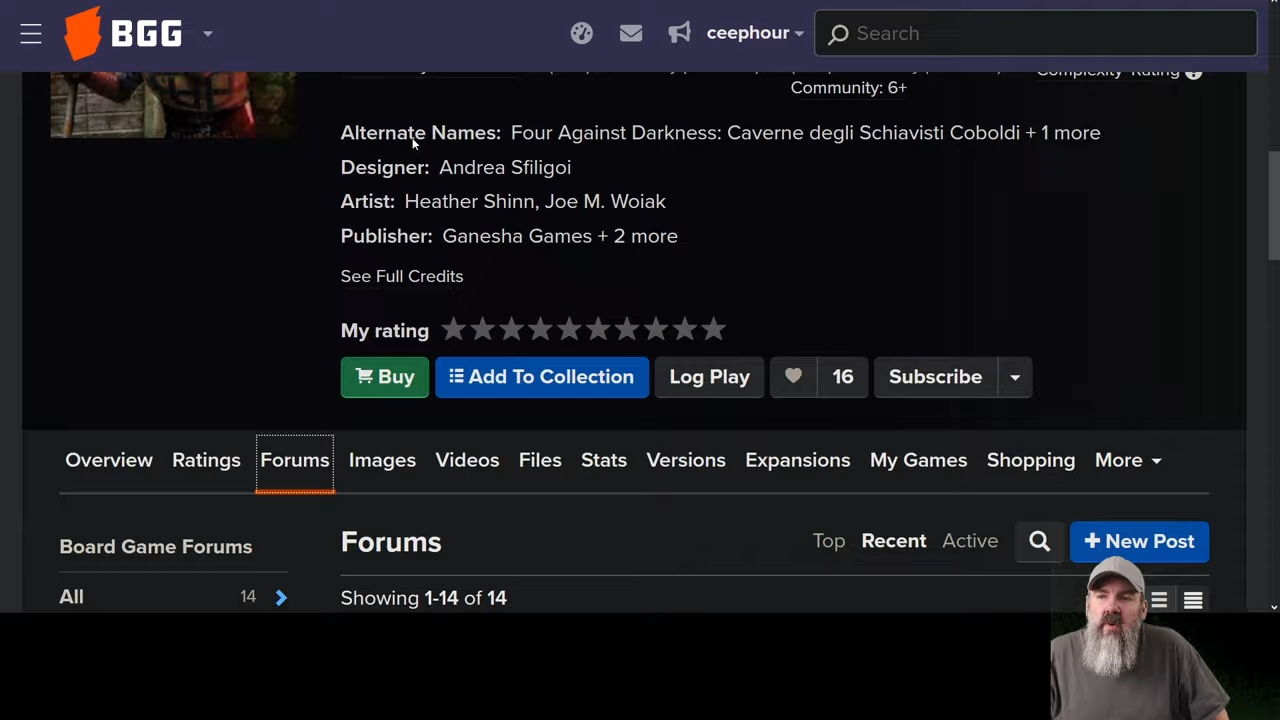 BGG
ceephour
Search
Complexity Rating
Community: 6+
Alternate Names: Four Against Darkness: Caverne degli Schiavisti Coboldi + 1 more
Designer: Andrea Sfiligoi
Artist: Heather Shinn, Joe M. Woiak
Publisher: Ganesha Games + 2 more
See Full Credits
My rating
Buy
Add To Collection
Log Play
16
Subscribe
Overview
Ratings
Forums
Images
Videos
Files
Stats
Versions
Expansions
My Games
Shopping
More
Board Game Forums
Forums
Top
Recent
Active
+ New Post
All
14
Showing 1-14 of 14